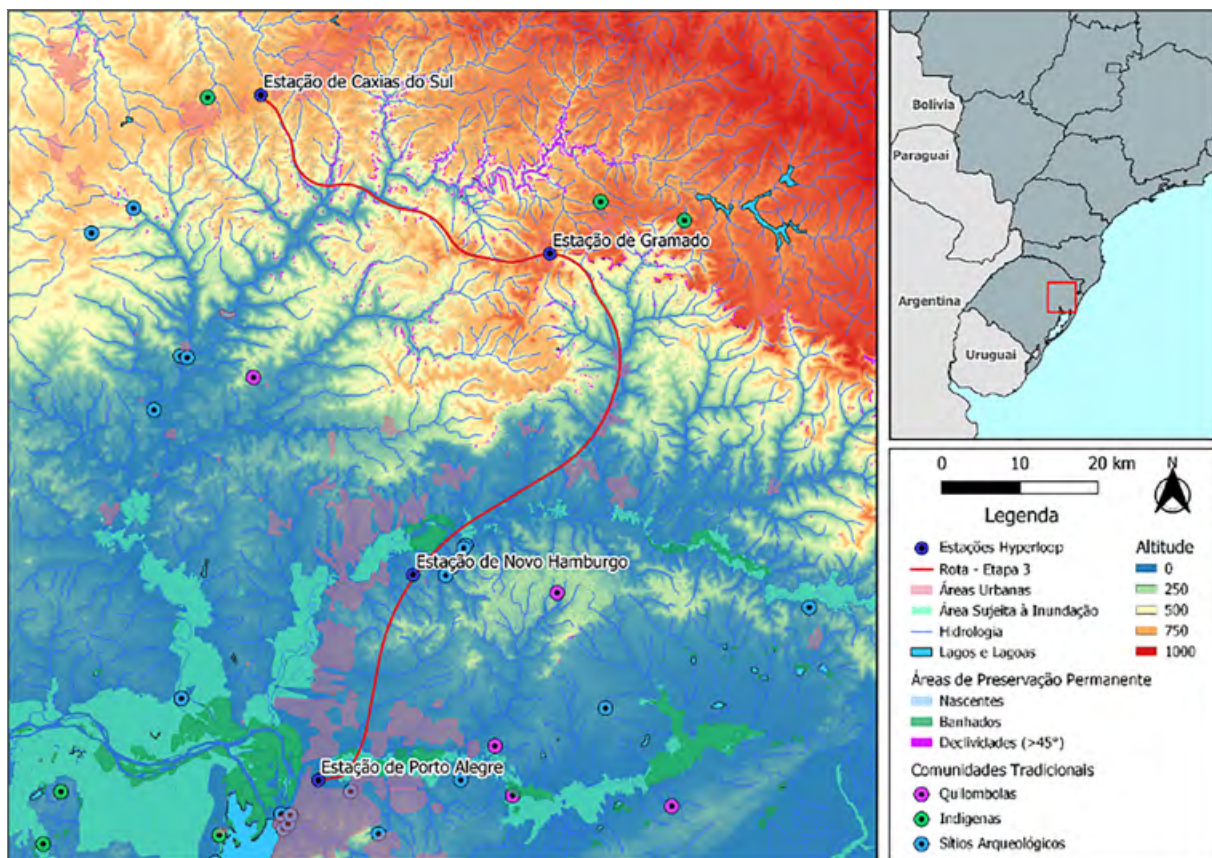 Estação de Caxias do Sul
Estação de Gramado
Estação de Novo Hamburgo
Estação de Porto Alegre
Bolívia
Paraguai
Argentina
Uruguai
0 10 20 km
N
Legenda
Estações Hyperloop
Rota - Etapa 3
Áreas Urbanas
Área Sujeita à Inundação
Hidrologia
Lagos e Lagoas
Altitude
0
250
500
750
1000
Áreas de Preservação Permanente
Nascentes
Banhados
Declividades (>45°)
Comunidades Tradicionais
Quilombolas
Indígenas
Sítios Arqueológicos